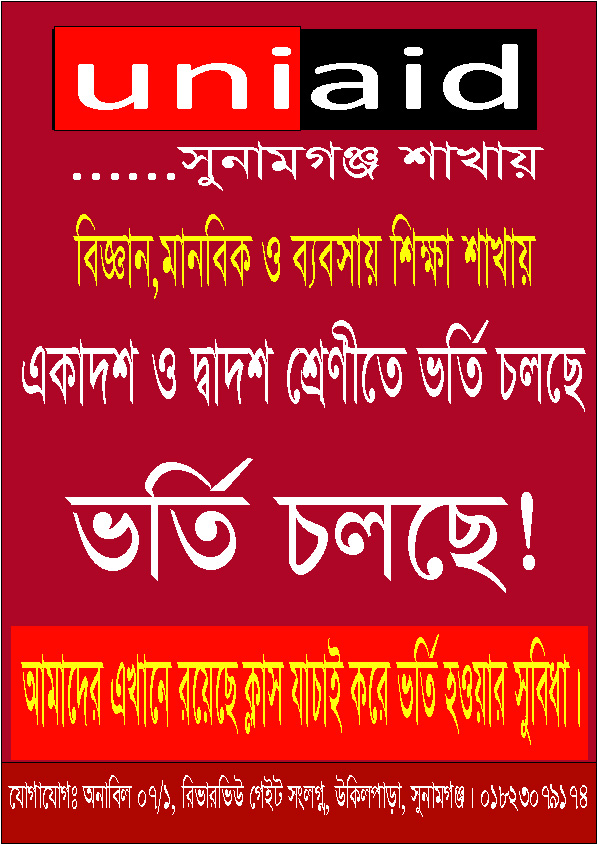 uniaid
......সুনামগঞ্জ শাখায়
বিজ্ঞান,মানবিক ও ব্যবসায় শিক্ষা শাখায়
একাদশ ও দ্বাদশ শ্রেণীতে ভর্তি চলছে
ভর্তি চলছে!
আমাদের এখানে রয়েছে ক্লাস যাচাই করে ভর্তি হওয়ার সুবিধা।
যোগাযোগঃ অনাবিল ০৭/১, রিভারভিউ গেইট সংলগ্ন, উকিলপাড়া, সুনামগঞ্জ। ০১৮২৩০৭৯১৭৪